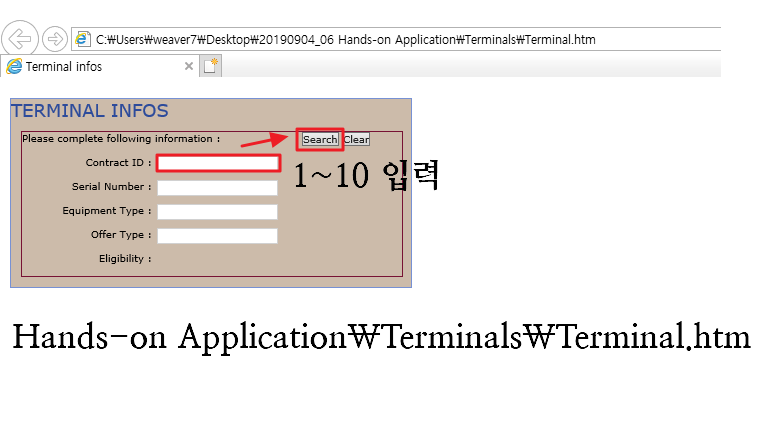 C:\Users\weaver7\Desktop\20190904_06 Hands-on Application\Terminals\Terminal.htm
Terminal infos
TERMINAL INFOS
Please complete following information : Search Clear
Contract ID :
1~10 입력
Serial Number :
Equipment Type :
Offer Type :
Eligibility :
Hands-on Application₩Terminals₩Terminal.htm